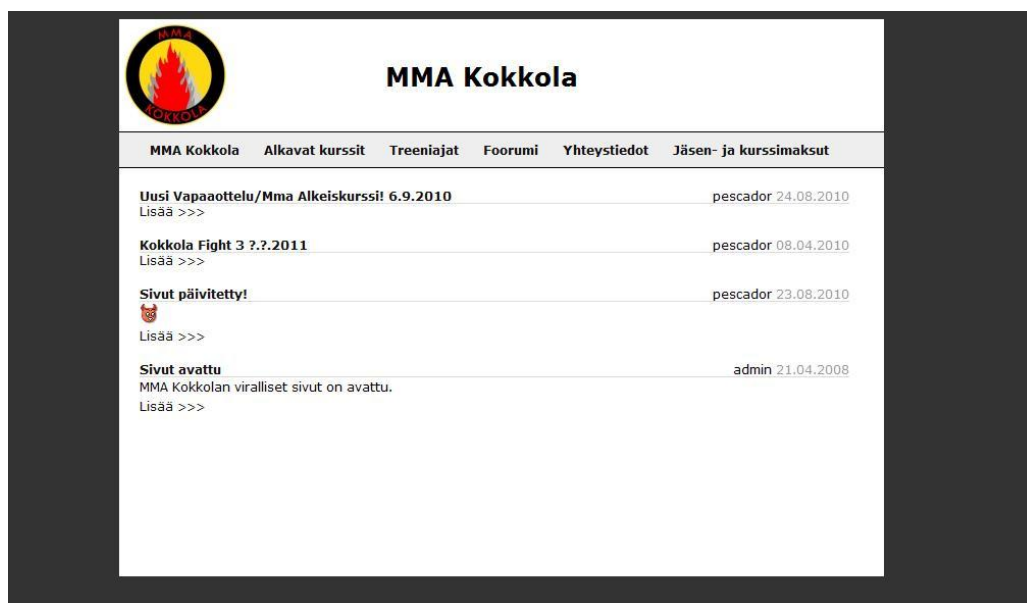 MMA
KOKKOLA
MMA Kokkola
MMA Kokkola Alkavat kurssit Treeniajat Foorumi Yhteystiedot Jäsen- ja kurssimaksut
Uusi Vapaaottelu/Mma Alkeiskurssi! 6.9.2010 pescador 24.08.2010
Lisää >>>
Kokkola Fight 3 ?.?.2011 pescador 08.04.2010
Lisää >>>
Sivut päivitetty! pescador 23.08.2010
Lisää >>>
Sivut avattu admin 21.04.2008
MMA Kokkolan viralliset sivut on avattu.
Lisää >>>